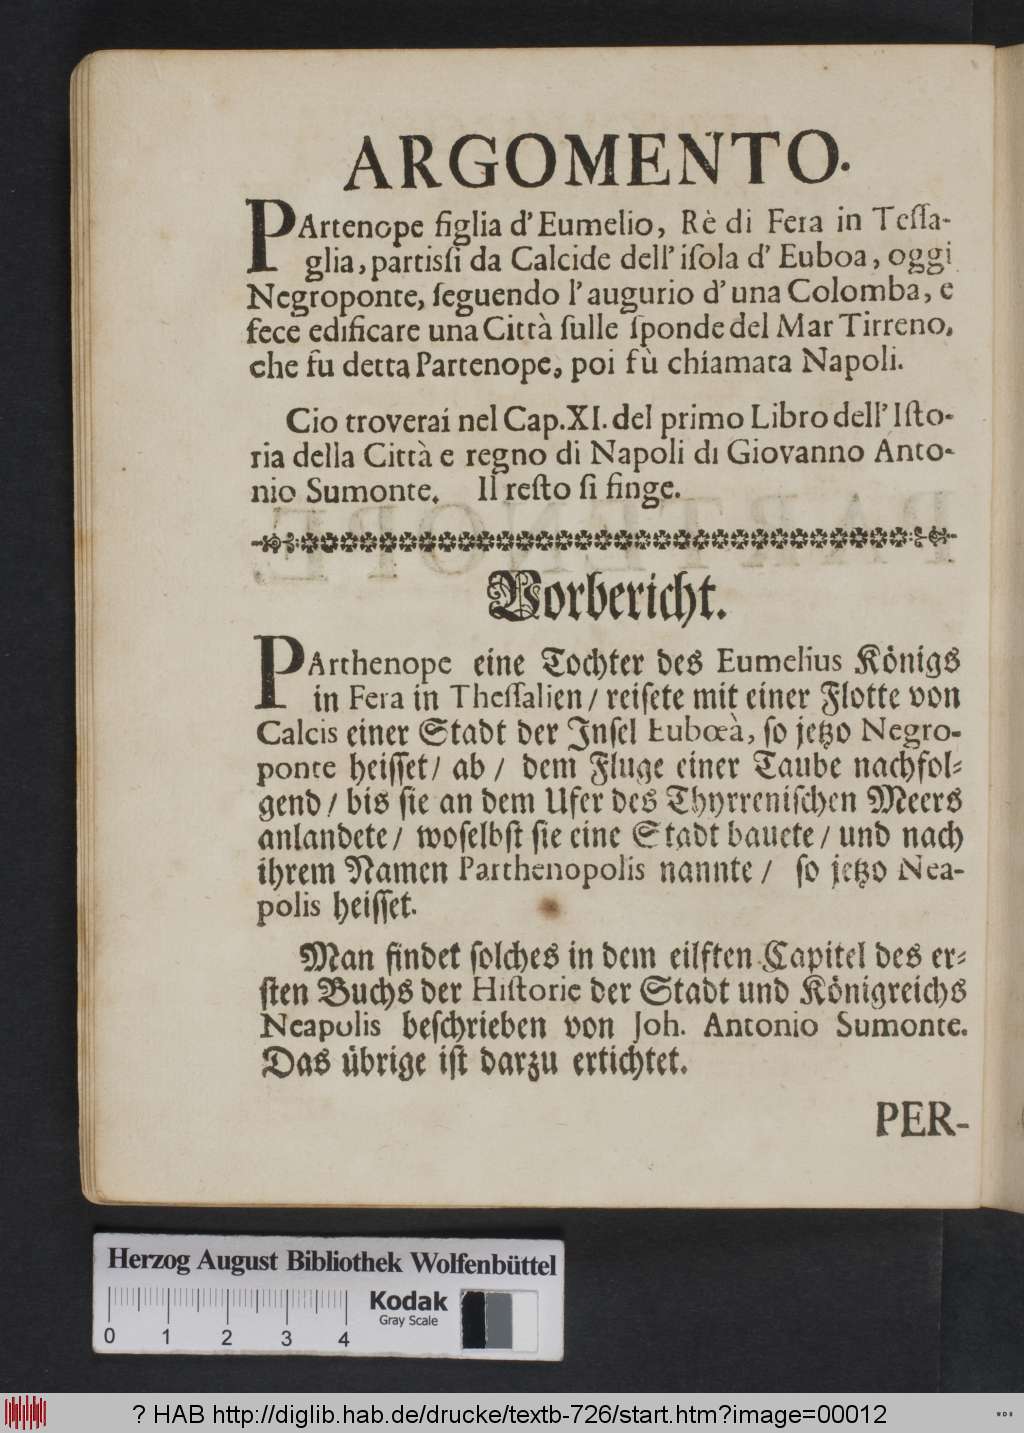 ARGOMENTO.
PArtenope figlia d' Eumelio, Rè di Fera in Teſſa-
glia, partiſſi da Calcide dell' iſola d' Euboa, oggi
Negroponte, ſeguendo l' augurio d' una Colomba, e
fece edificare una Città ſulle ſponde del Mar Tirreno,
che fu detta Partenope, poi fù chiamata Napoli.
Cio troverai nel Cap. XI. del primo Libro dell' Iſto-
ria della Città e regno di Napoli di Giovanno Anto-
nio Sumonte. Il reſto ſi finge.
Vorbericht.
PArthenope eine Tochter des Eumelius Königs
in Fera in Theſſalien / reiſete mit einer Flotte von
Calcis einer Stadt der Inſel Eubœà, ſo jetzo Negro-
ponte heiſſet / ab / dem Fluge einer Taube nachfol-
gend / bis ſie an dem Ufer des Thyrreniſchen Meers
anlandete / woſelbſt ſie eine Stadt bauete / und nach
ihrem Namen Parthenopolis nannte / ſo jetzo Nea-
polis heiſſet.
Man findet ſolches in dem eilften Capitel des er-
ſten Buchs der Hiſtorie der Stadt und Königreichs
Neapolis beſchrieben von Joh. Antonio Sumonte.
Das übrige iſt darzu ertichtet.
PER-
Herzog August Bibliothek Wolfenbüttel
Kodak
Gray Scale
0 1 2 3 4
? HAB http://diglib.hab.de/drucke/textb-726/start.htm?image=00012